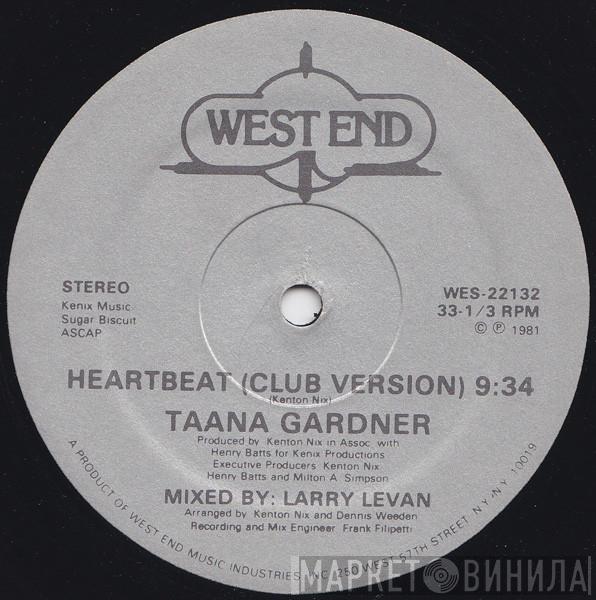 WEST END
STEREO
Kenix Music
Sugar Biscuit
ASCAP
WES-22132
33-1/3 RPM
© ℗ 1981
HEARTBEAT (CLUB VERSION) 9:34
(Kenton Nix)
TAANA GARDNER
Produced by Kenton Nix in Assoc. with
Henry Batts for Kenix Productions
Executive Producers Kenton Nix
Henry Batts and Milton A. Simpson
MIXED BY: LARRY LEVAN
Arranged by Kenton Nix and Dennis Weeden
Recording and Mix Engineer Frank Filipetti
A PRODUCT OF WEST END MUSIC INDUSTRIES, INC. 250 WEST 57TH STREET N.Y. N.Y. 10019
МАРКЕТ ВИНИЛА